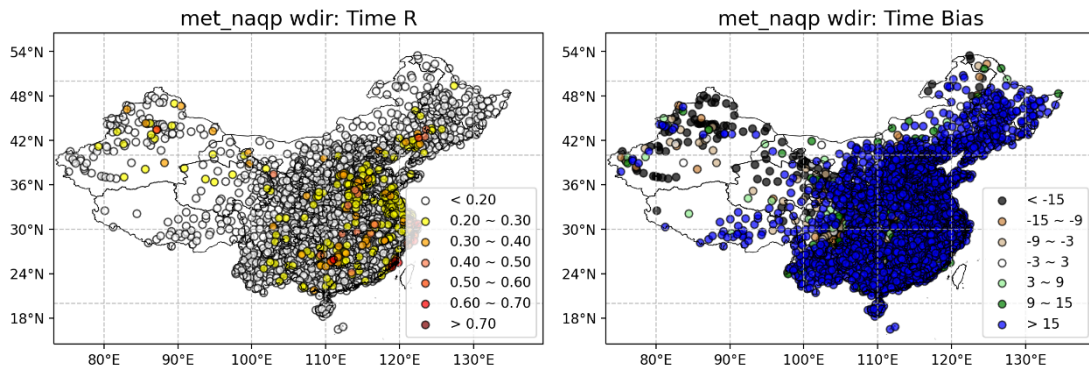 met_naqp wdir: Time R
54°N
48°N
42°N
36°N
30°N
24°N
18°N
80°E 90°E 100°E 110°E 120°E 130°E
< 0.20
0.20 ~ 0.30
0.30 ~ 0.40
0.40 ~ 0.50
0.50 ~ 0.60
0.60 ~ 0.70
> 0.70
met_naqp wdir: Time Bias
54°N
48°N
42°N
36°N
30°N
24°N
18°N
80°E 90°E 100°E 110°E 120°E 130°E
< -15
-15 ~ -9
-9 ~ -3
-3 ~ 3
3 ~ 9
9 ~ 15
> 15